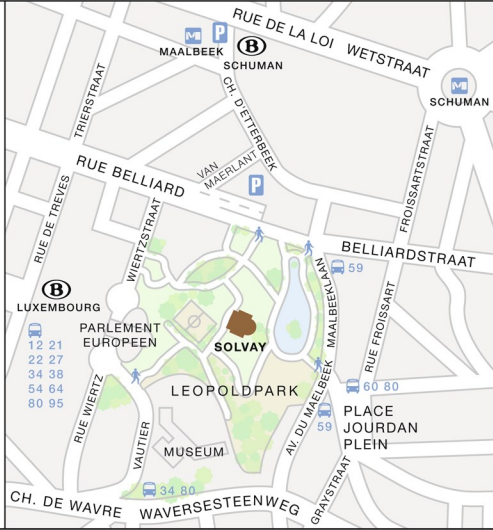 RUE DE LA LOI WETSTRAAT
P
M
MAALBEEK
B
SCHUMAN
M
SCHUMAN
TRIERSTRAAT
CH. D'ETTERBEEK
FROISSARTSTRAAT
VAN
MAERLANT
P
RUE BELLIARD
BELLIARDSTRAAT
RUE DE TREVES
WIERTZSTRAAT
59
MAALBEEKLAAN
RUE FROISSART
B
LUXEMBOURG
12 21
22 27
34 38
54 64
80 95
PARLEMENT
EUROPEEN
SOLVAY
LEOPOLDPARK
60 80
59
PLACE
JOURDAN
PLEIN
RUE WIERTZ
VAUTIER
MUSEUM
AV. DU MAELBEEK
GRAYSTRAAT
34 80
CH. DE WAVRE WAVERSESTEENWEG